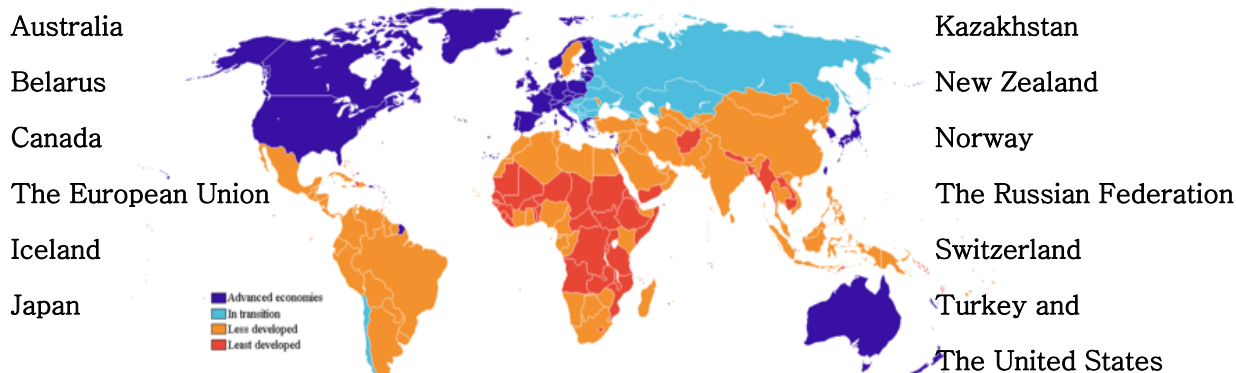 Australia
Belarus
Canada
The European Union
Iceland
Japan
Advanced economies
In transition
Less developed
Least developed
Kazakhstan
New Zealand
Norway
The Russian Federation
Switzerland
Turkey and
The United States